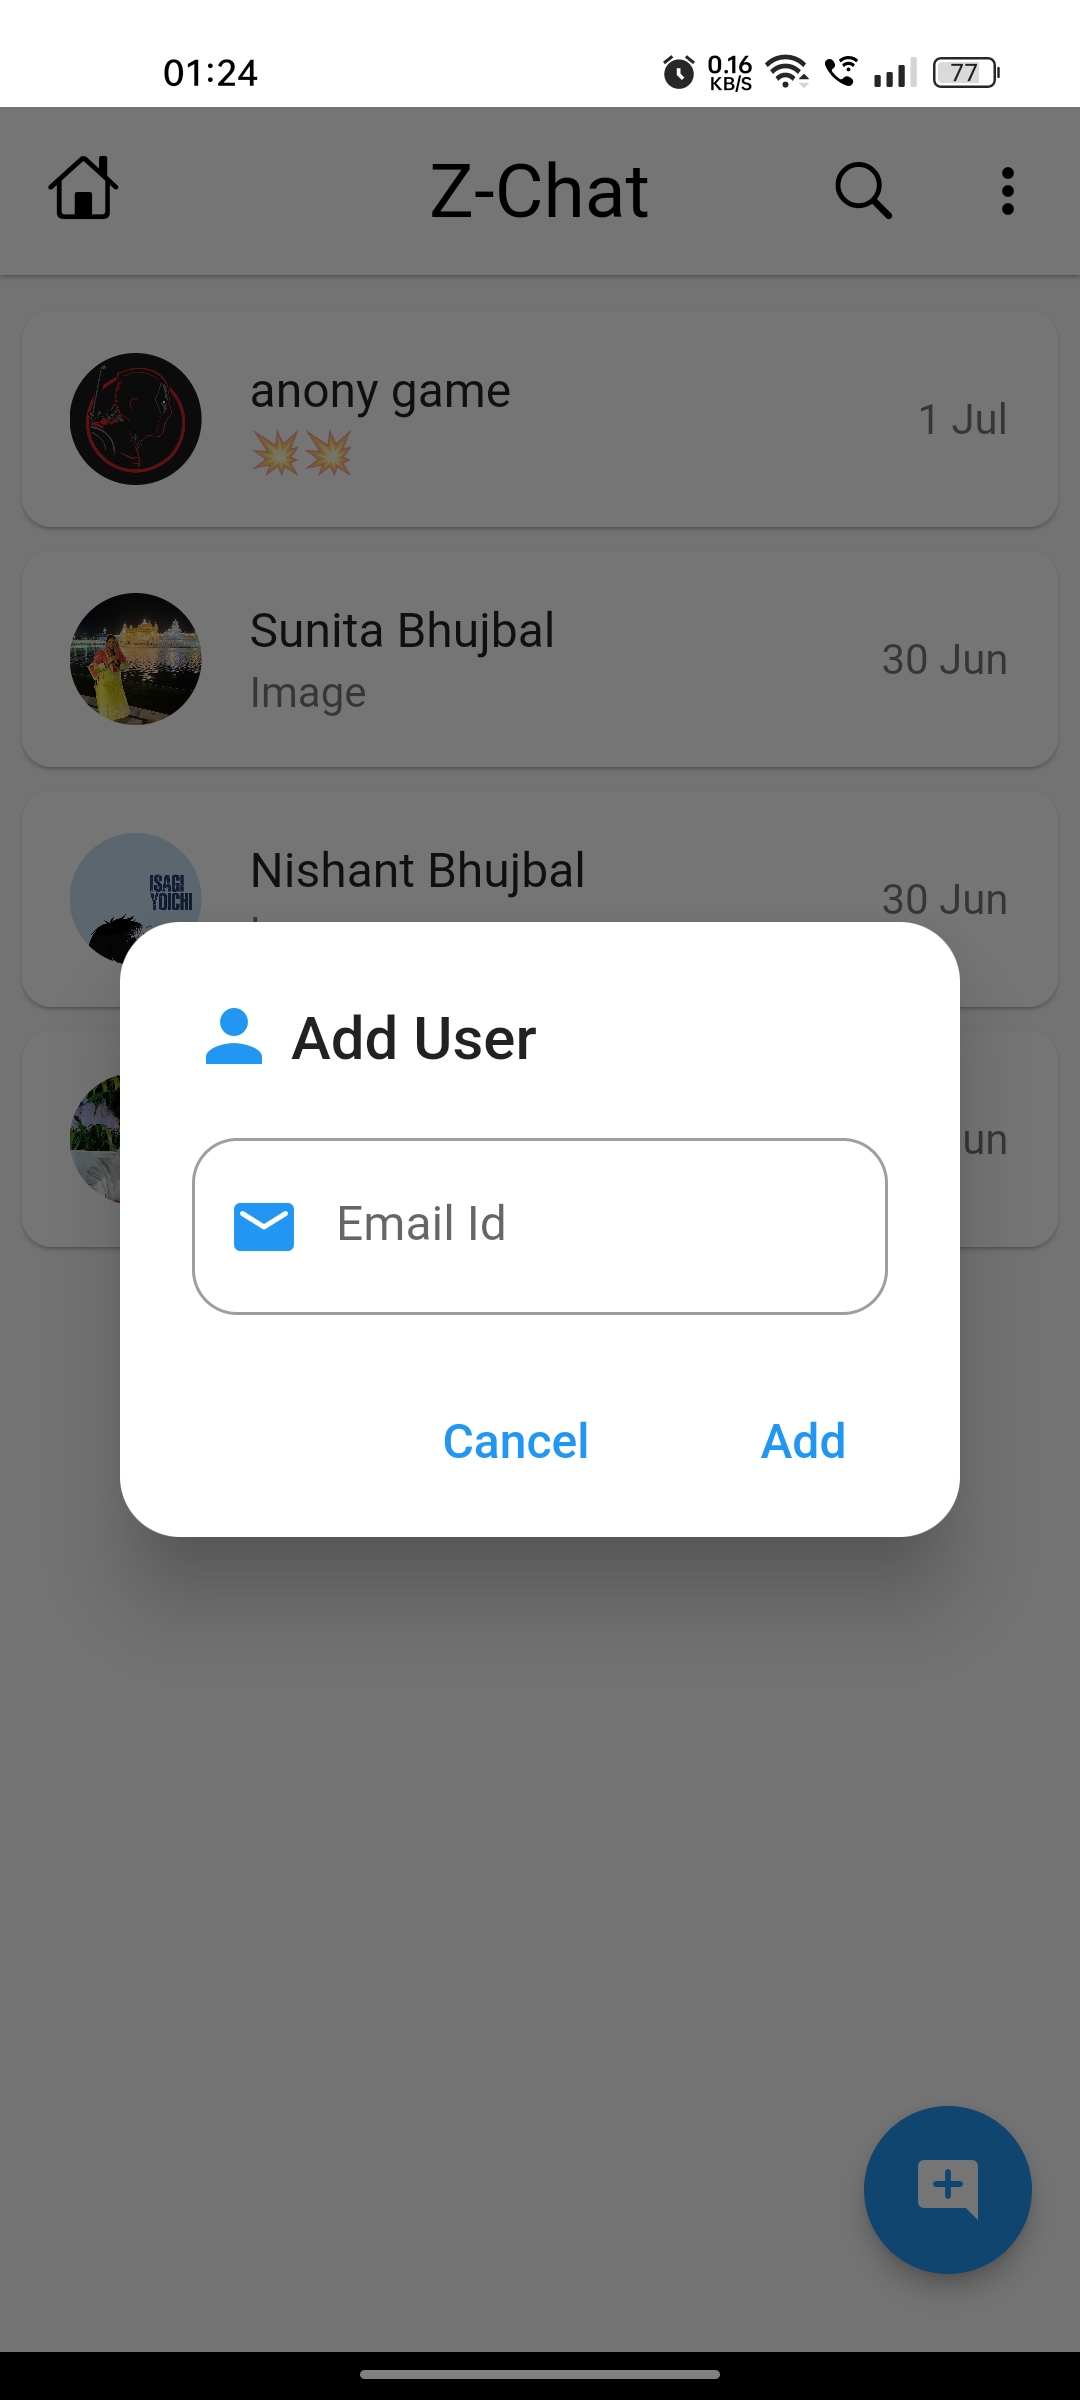 01:24
0.16
KB/S
77
Z-Chat
anony game
1 Jul
💥💥
Sunita Bhujbal
30 Jun
Image
ISAGI
YOICHI
Nishant Bhujbal
30 Jun
un
Add User
Email Id
Cancel
Add